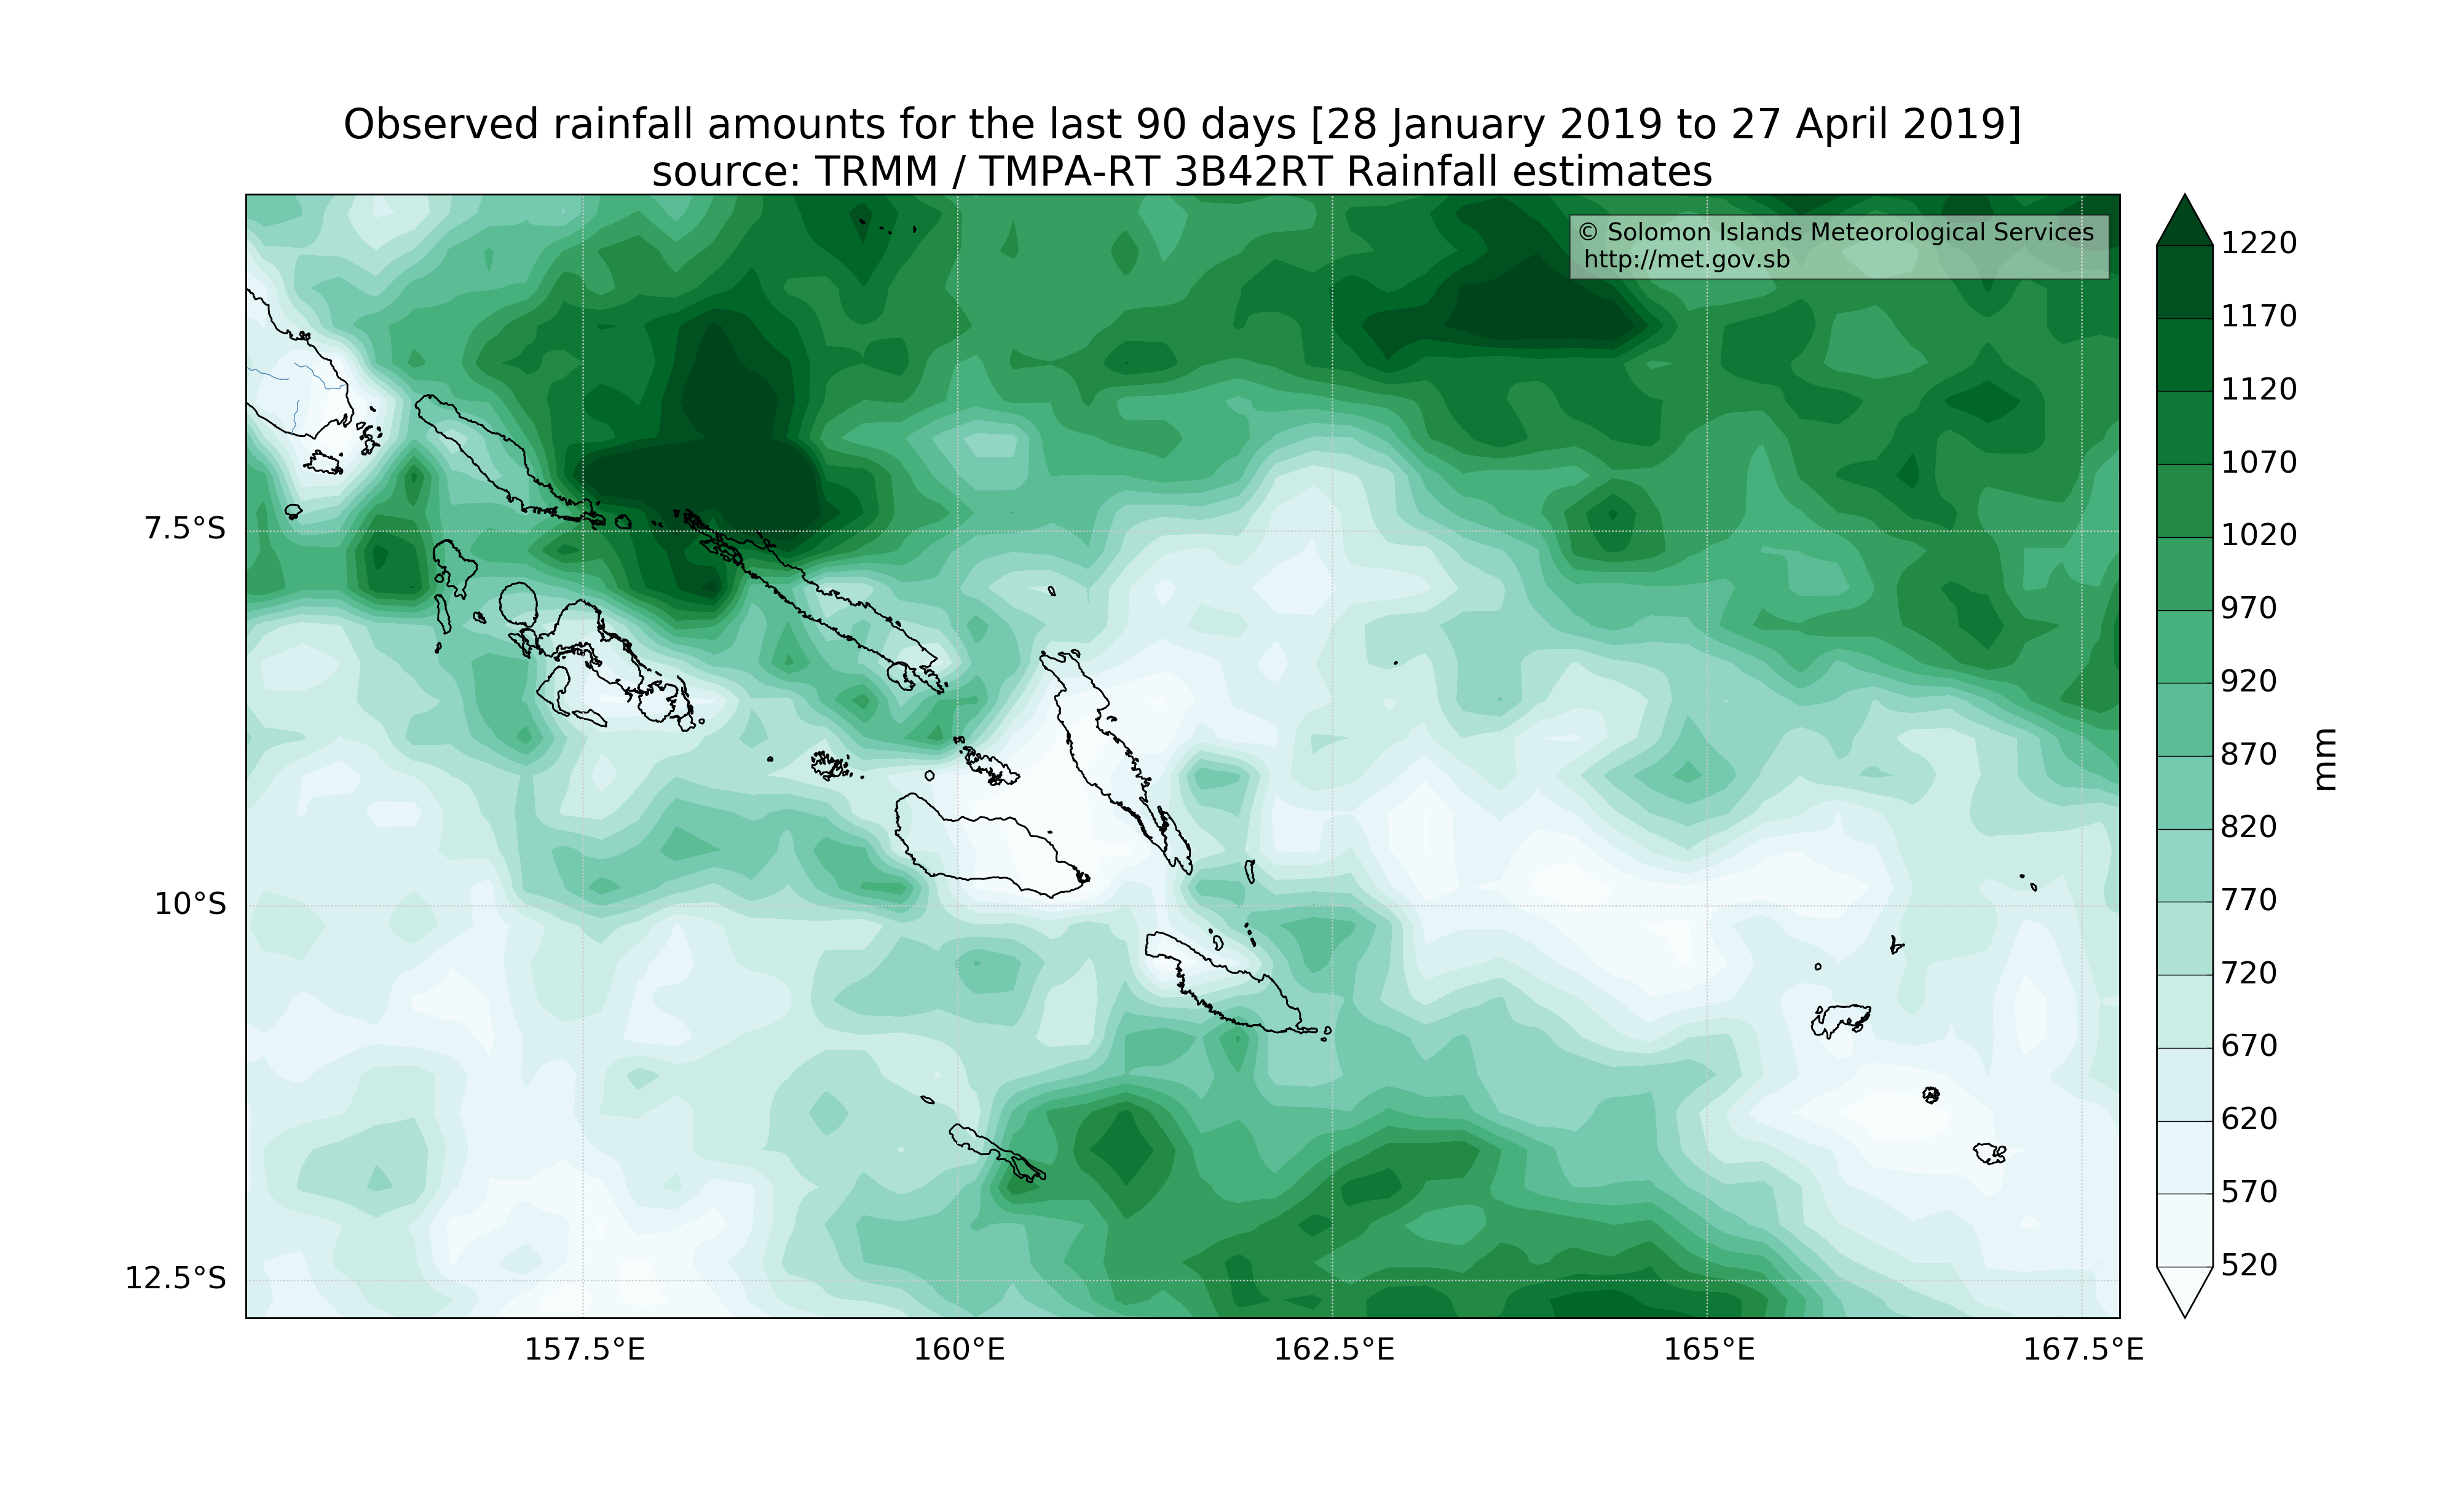 Observed rainfall amounts for the last 90 days [28 January 2019 to 27 April 2019]
source: TRMM / TMPA-RT 3B42RT Rainfall estimates
© Solomon Islands Meteorological Services
http://met.gov.sb
7.5°S
10°S
12.5°S
157.5°E
160°E
162.5°E
165°E
167.5°E
1220
1170
1120
1070
1020
970
920
870
820
770
720
670
620
570
520
mm